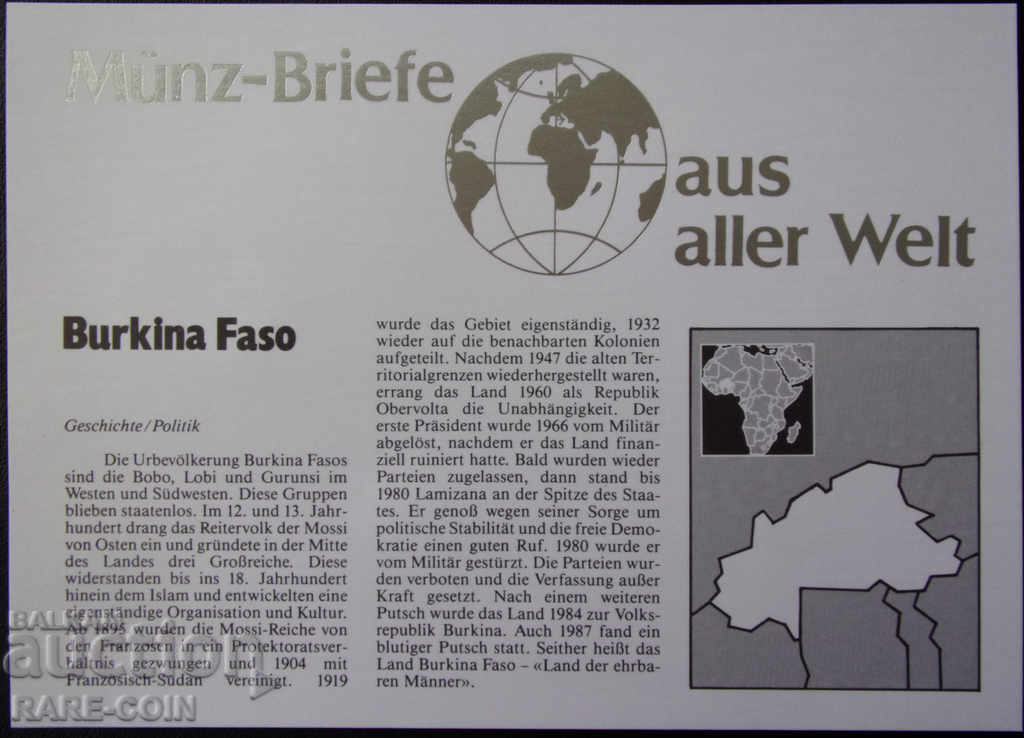 Münz-Briefe
aus
aller Welt
Burkina Faso
Geschichte/Politik
Die Urbevölkerung Burkina Fasos
sind die Bobo, Lobi und Gurunsi im
Westen und Südwesten. Diese Gruppen
blieben staatenlos. Im 12. und 13. Jahr-
hundert drang das Reitervolk der Mossi
von Osten ein und gründete in der Mitte
des Landes drei Großreiche. Diese
widerstanden bis ins 18. Jahrhundert
hinein dem Islam und entwickelten eine
eigenständige Organisation und Kultur.
Ab 1895 wurden die Mossi-Reiche von
den Franzosen in ein Protektoratsver-
hältnis gezwungen und 1904 mit
Französisch-Sudan vereinigt. 1919
wurde das Gebiet eigenständig, 1932
wieder auf die benachbarten Kolonien
aufgeteilt. Nachdem 1947 die alten Ter-
ritorialgrenzen wiederhergestellt waren,
errang das Land 1960 als Republik
Obervolta die Unabhängigkeit. Der
erste Präsident wurde 1966 vom Militär
abgelöst, nachdem er das Land finan-
ziell ruiniert hatte. Bald wurden wieder
Parteien zugelassen, dann stand bis
1980 Lamizana an der Spitze des Staa-
tes. Er genoß wegen seiner Sorge um
politische Stabilität und die freie Demo-
kratie einen guten Ruf. 1980 wurde er
vom Militär gestürzt. Die Parteien wur-
den verboten und die Verfassung außer
Kraft gesetzt. Nach einem weiteren
Putsch wurde das Land 1984 zur Volks-
republik Burkina. Auch 1987 fand ein
blutiger Putsch statt. Seither heißt das
Land Burkina Faso – «Land der ehrba-
ren Männer».
BALKAN
auction
RARE-COIN